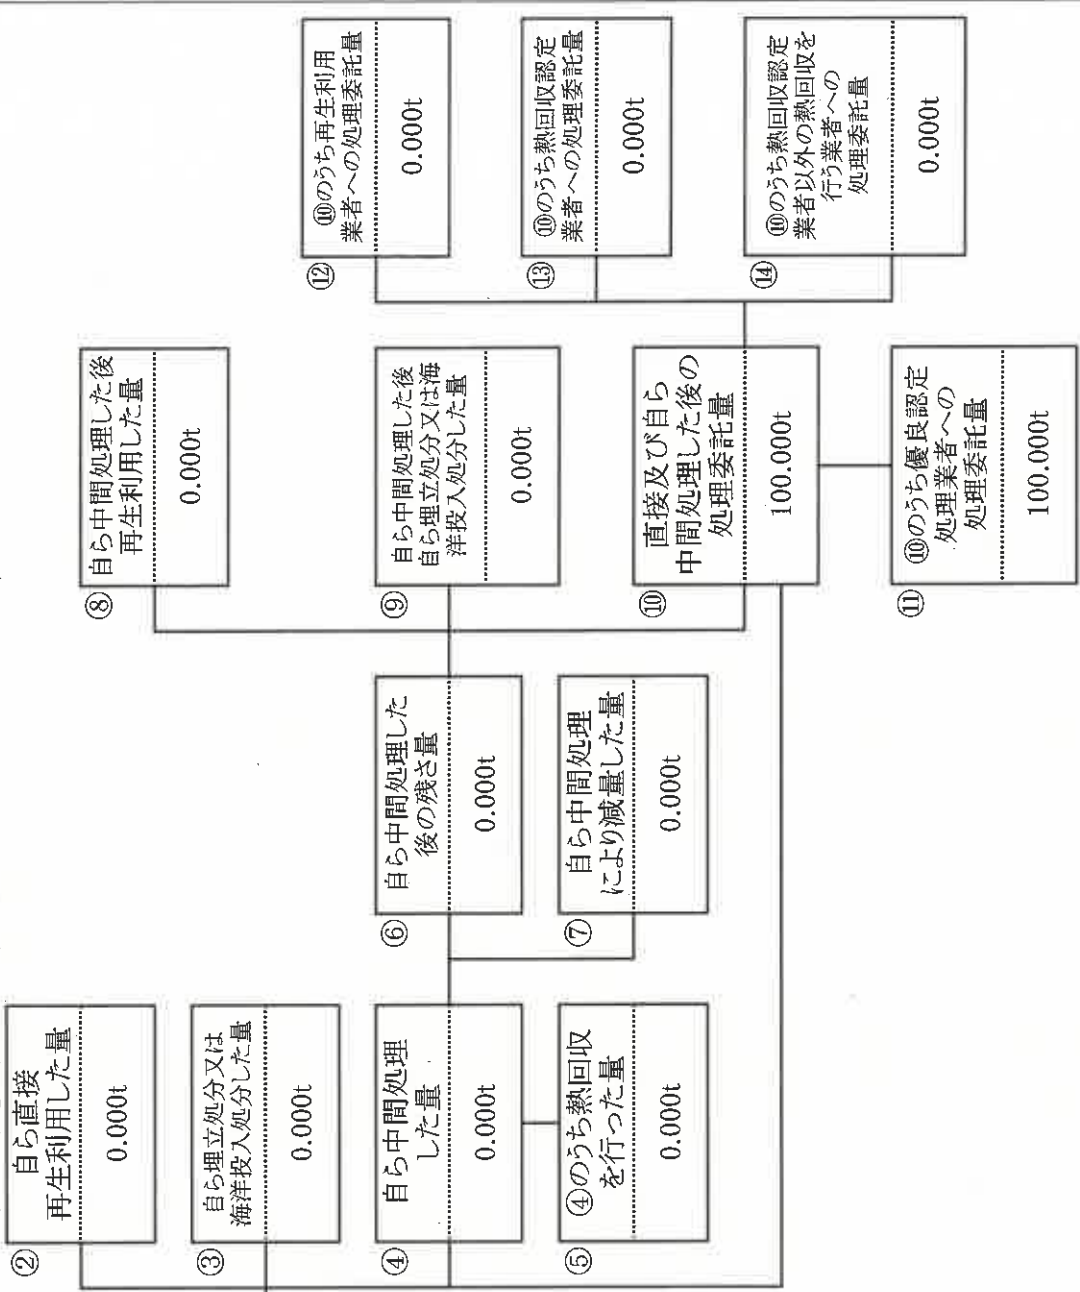 ②
自ら直接
再生利用した量
0.000t
③
自ら埋立処分又は
海洋投入処分した量
0.000t
④
自ら中間処理
した量
0.000t
⑤
④のうち熱回収
を行った量
0.000t
⑥
自ら中間処理した
後の残さ量
0.000t
⑦
自ら中間処理
により減量した量
0.000t
⑧
自ら中間処理した後
再生利用した量
0.000t
⑨
自ら中間処理した後
自ら埋立処分又は海
洋投入処分した量
0.000t
⑩
直接及び自ら
中間処理した後の
処理委託量
100.000t
⑪
⑩のうち優良認定
処理業者への
処理委託量
100.000t
⑫
⑩のうち再生利用
業者への処理委託量
0.000t
⑬
⑩のうち熱回収認定
業者への処理委託量
0.000t
⑭
⑩のうち熱回収認定
業者以外の熱回収を
行う業者への
処理委託量
0.000t